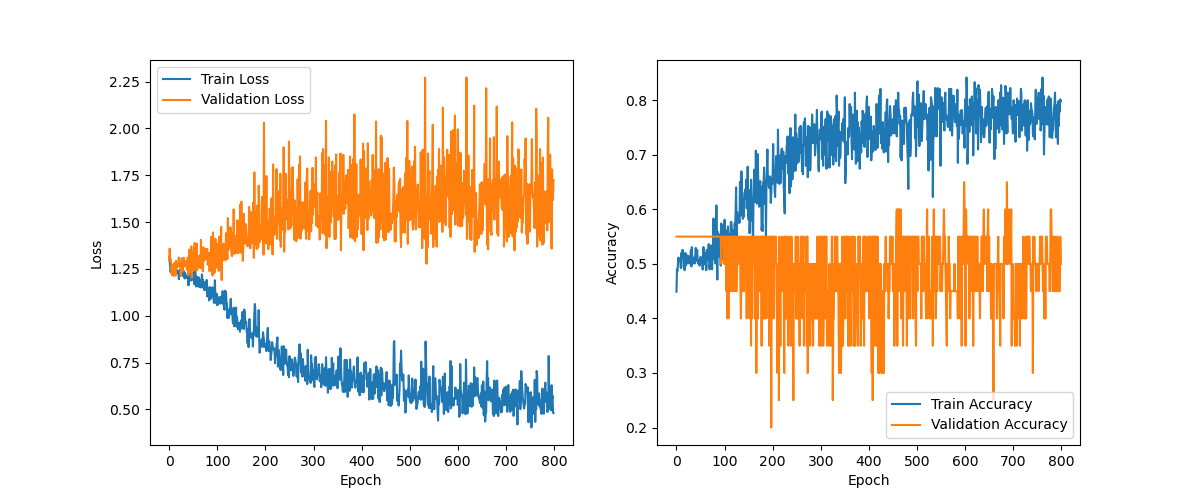 Train Loss
Validation Loss
2.25
2.00
1.75
1.50
1.25
1.00
0.75
0.50
Loss
0 100 200 300 400 500 600 700 800
Epoch
0.8
0.7
0.6
0.5
0.4
0.3
0.2
Accuracy
Train Accuracy
Validation Accuracy
0 100 200 300 400 500 600 700 800
Epoch